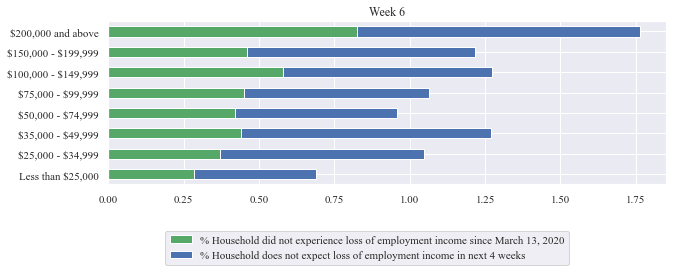 Week 6
$200,000 and above
$150,000 - $199,999
$100,000 - $149,999
$75,000 - $99,999
$50,000 - $74,999
$35,000 - $49,999
$25,000 - $34,999
Less than $25,000
0.00 0.25 0.50 0.75 1.00 1.25 1.50 1.75
% Household did not experience loss of employment income since March 13, 2020
% Household does not expect loss of employment income in next 4 weeks